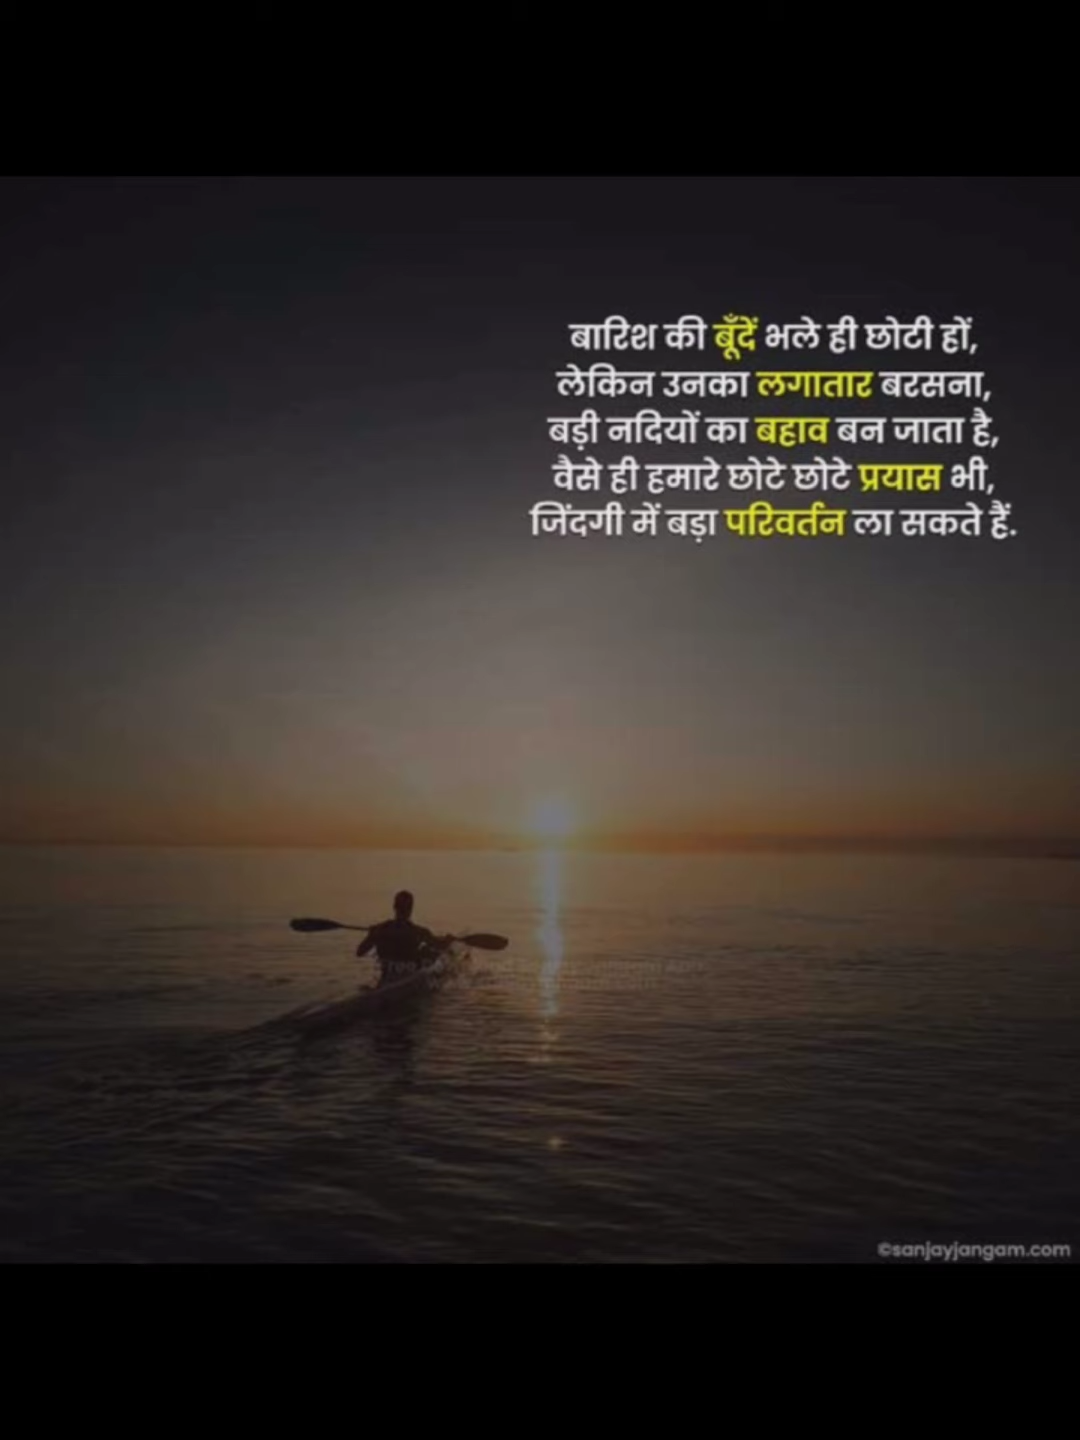 बारिश की बूँदें भले ही छोटी हों,
लेकिन उनका लगातार बरसना,
बड़ी नदियों का बहाव बन जाता है,
वैसे ही हमारे छोटे छोटे प्रयास भी,
जिंदगी में बड़ा परिवर्तन ला सकते हैं.
©sanjayjangam.com